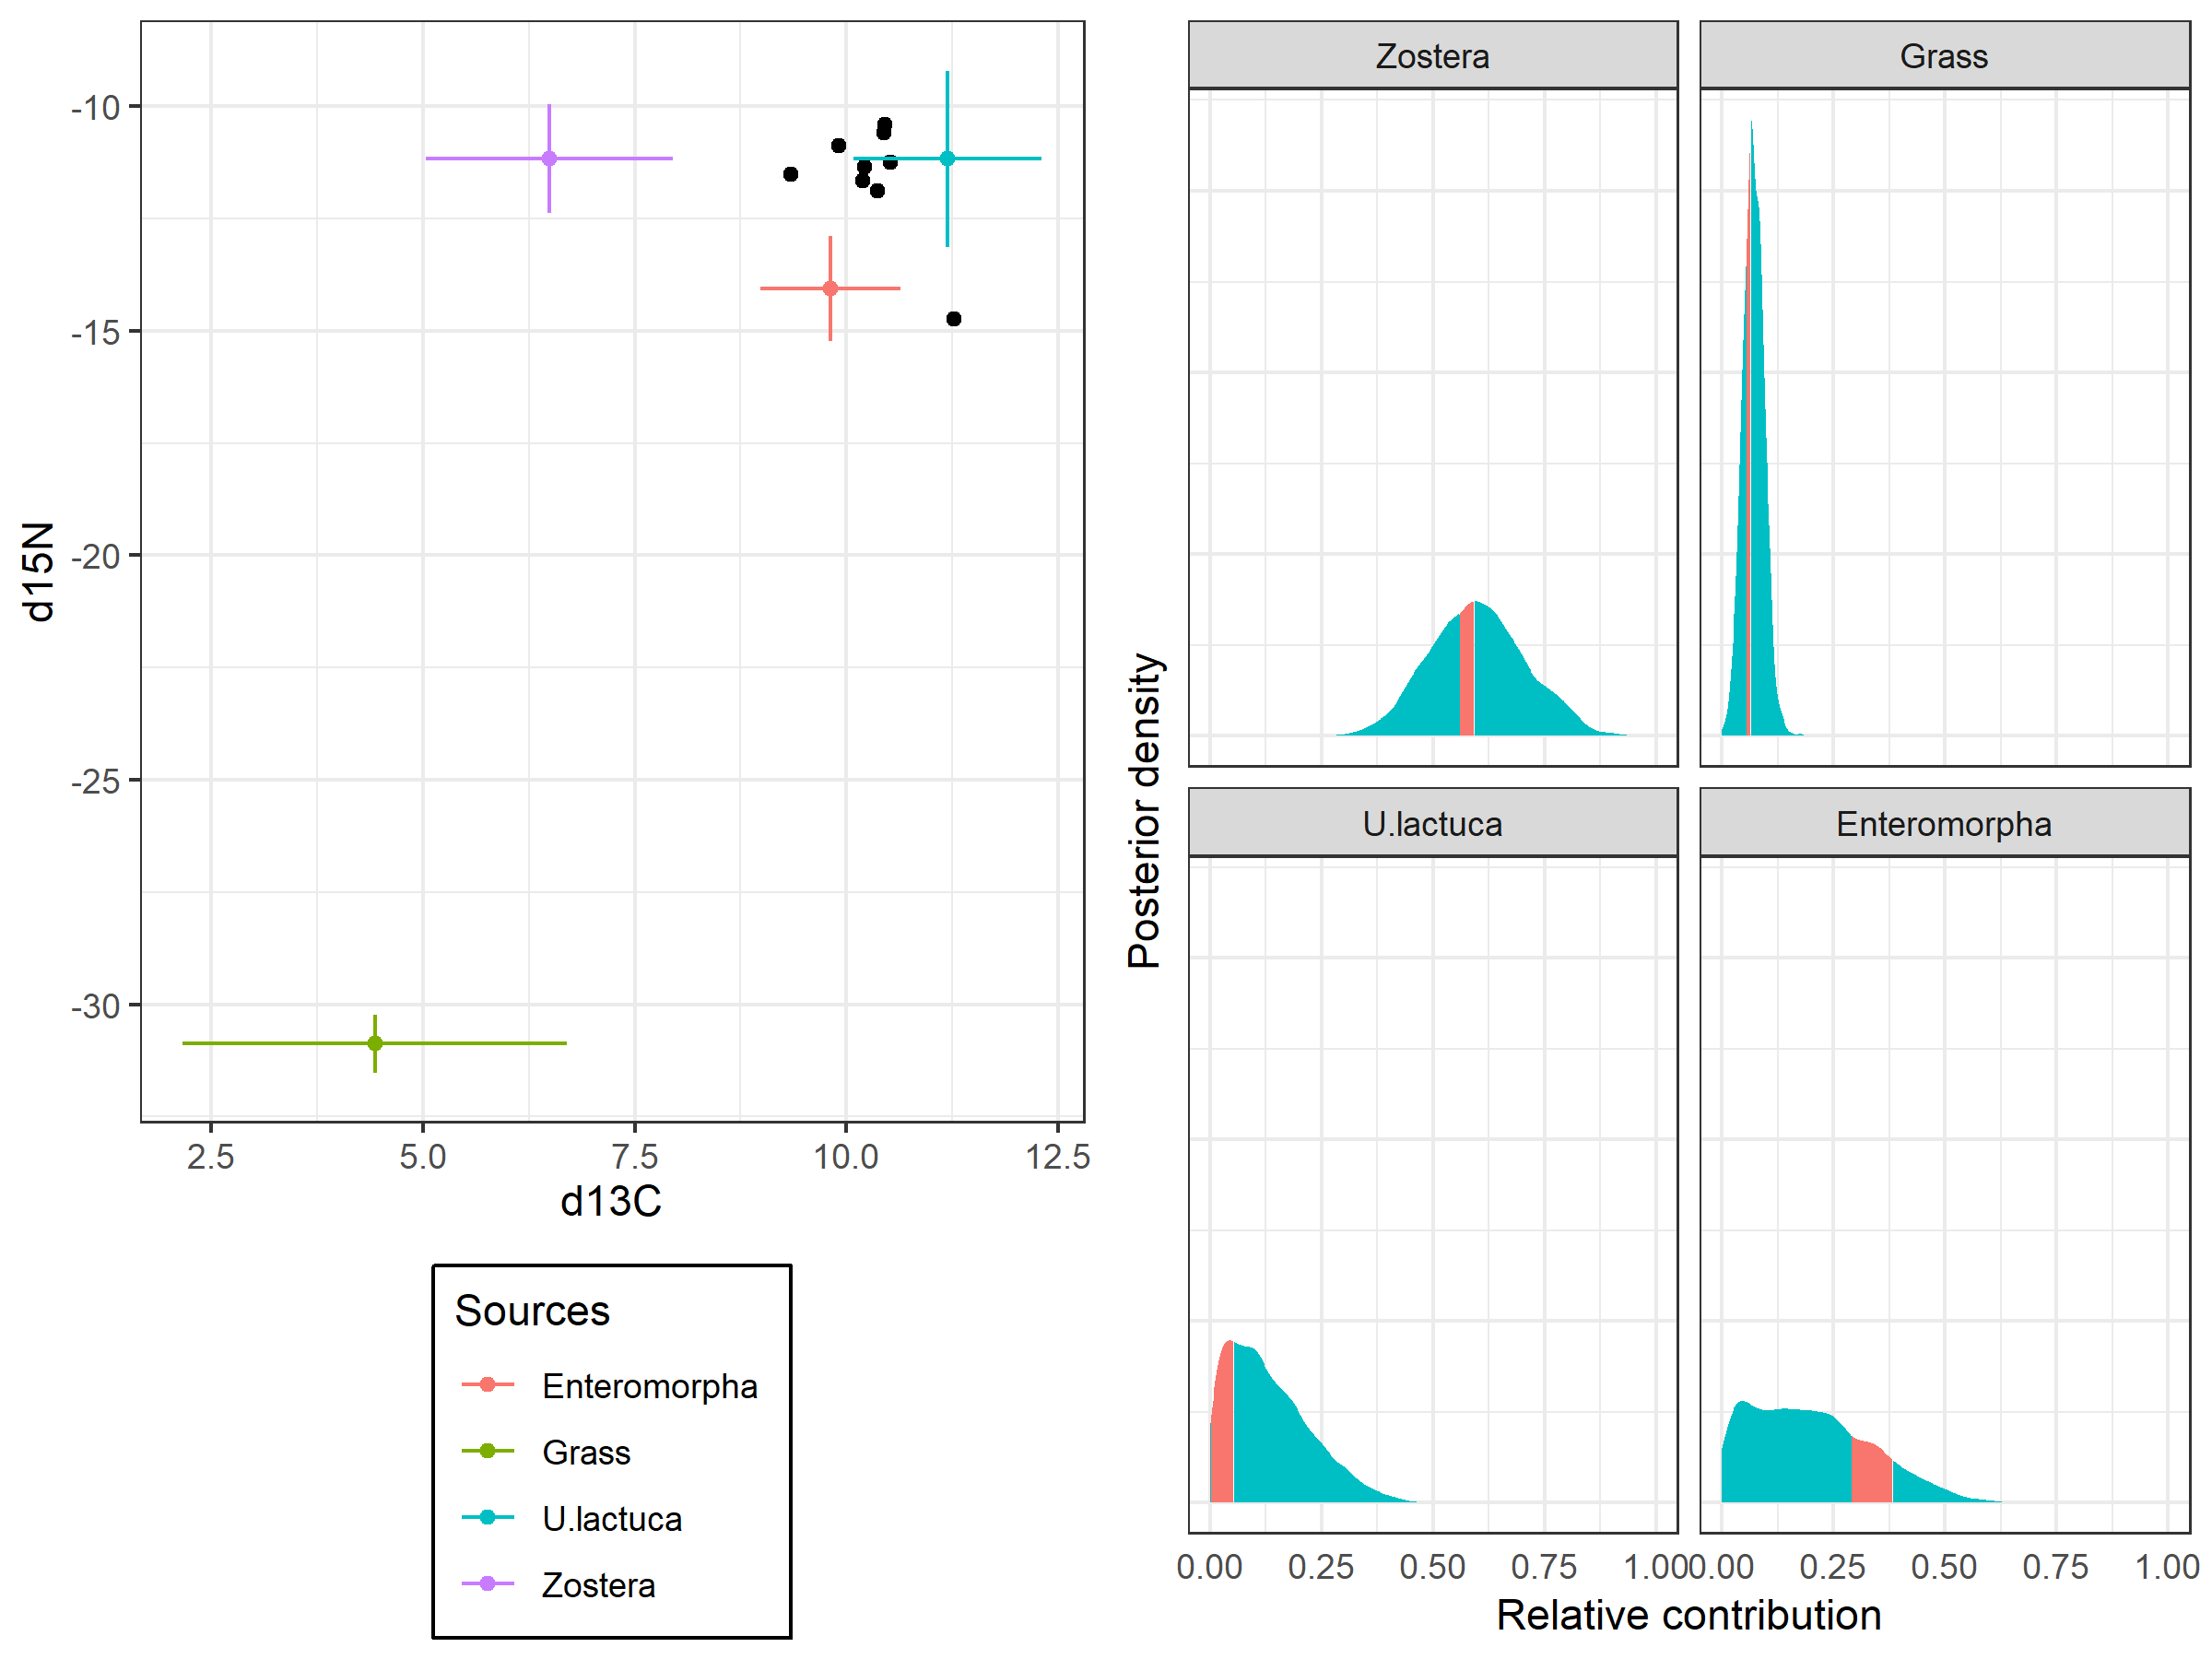 d15N
-10
-15
-20
-25
-30
2.5 5.0 7.5 10.0 12.5
d13C
Sources
Enteromorpha
Grass
U.lactuca
Zostera
Zostera
Grass
U.lactuca
Enteromorpha
Posterior density
0.00 0.25 0.50 0.75 1.00
0.00 0.25 0.50 0.75 1.00
Relative contribution